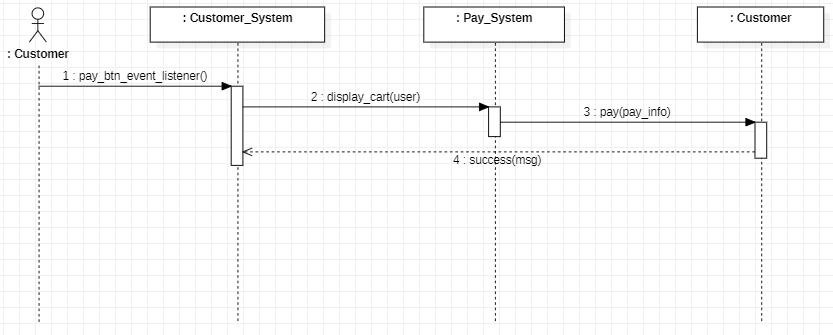 : Customer_System
: Pay_System
: Customer
: Customer
1 : pay_btn_event_listener()
2 : display_cart(user)
3 : pay(pay_info)
4 : success(msg)